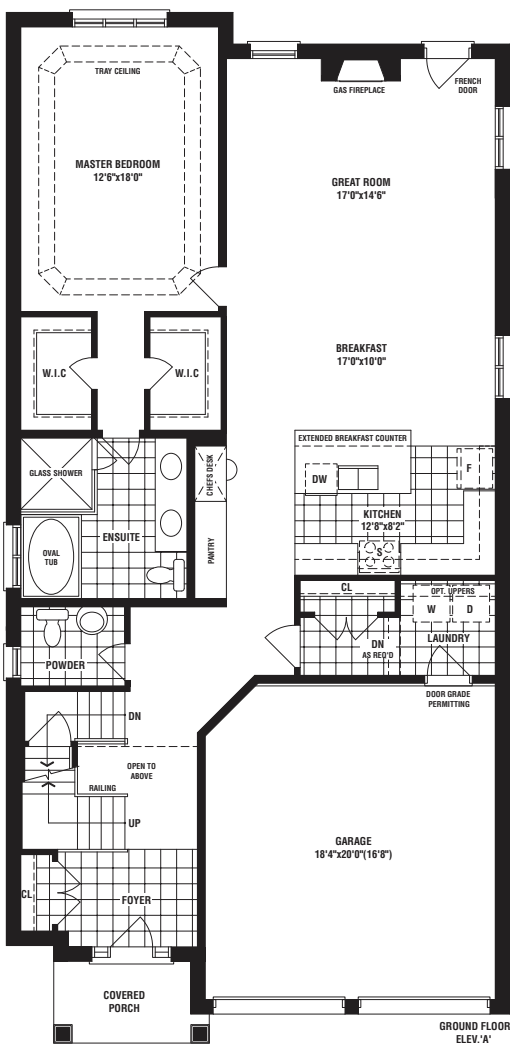 TRAY CEILING
GAS FIREPLACE
FRENCH
DOOR
MASTER BEDROOM
12'6"x18'0"
GREAT ROOM
17'0"x14'6"
BREAKFAST
17'0"x10'0"
W.I.C
W.I.C
EXTENDED BREAKFAST COUNTER
GLASS SHOWER
CHEFS DESK
DW
F
KITCHEN
12'8"x8'2"
ENSUITE
OVAL
TUB
PANTRY
S
CL
OPT. UPPERS
W
D
POWDER
DN
AS REQ'D
LAUNDRY
DOOR GRADE
PERMITTING
DN
OPEN TO
ABOVE
RAILING
UP
GARAGE
18'4"x20'0"(16'8")
CL
FOYER
COVERED
PORCH
GROUND FLOOR
ELEV.'A'